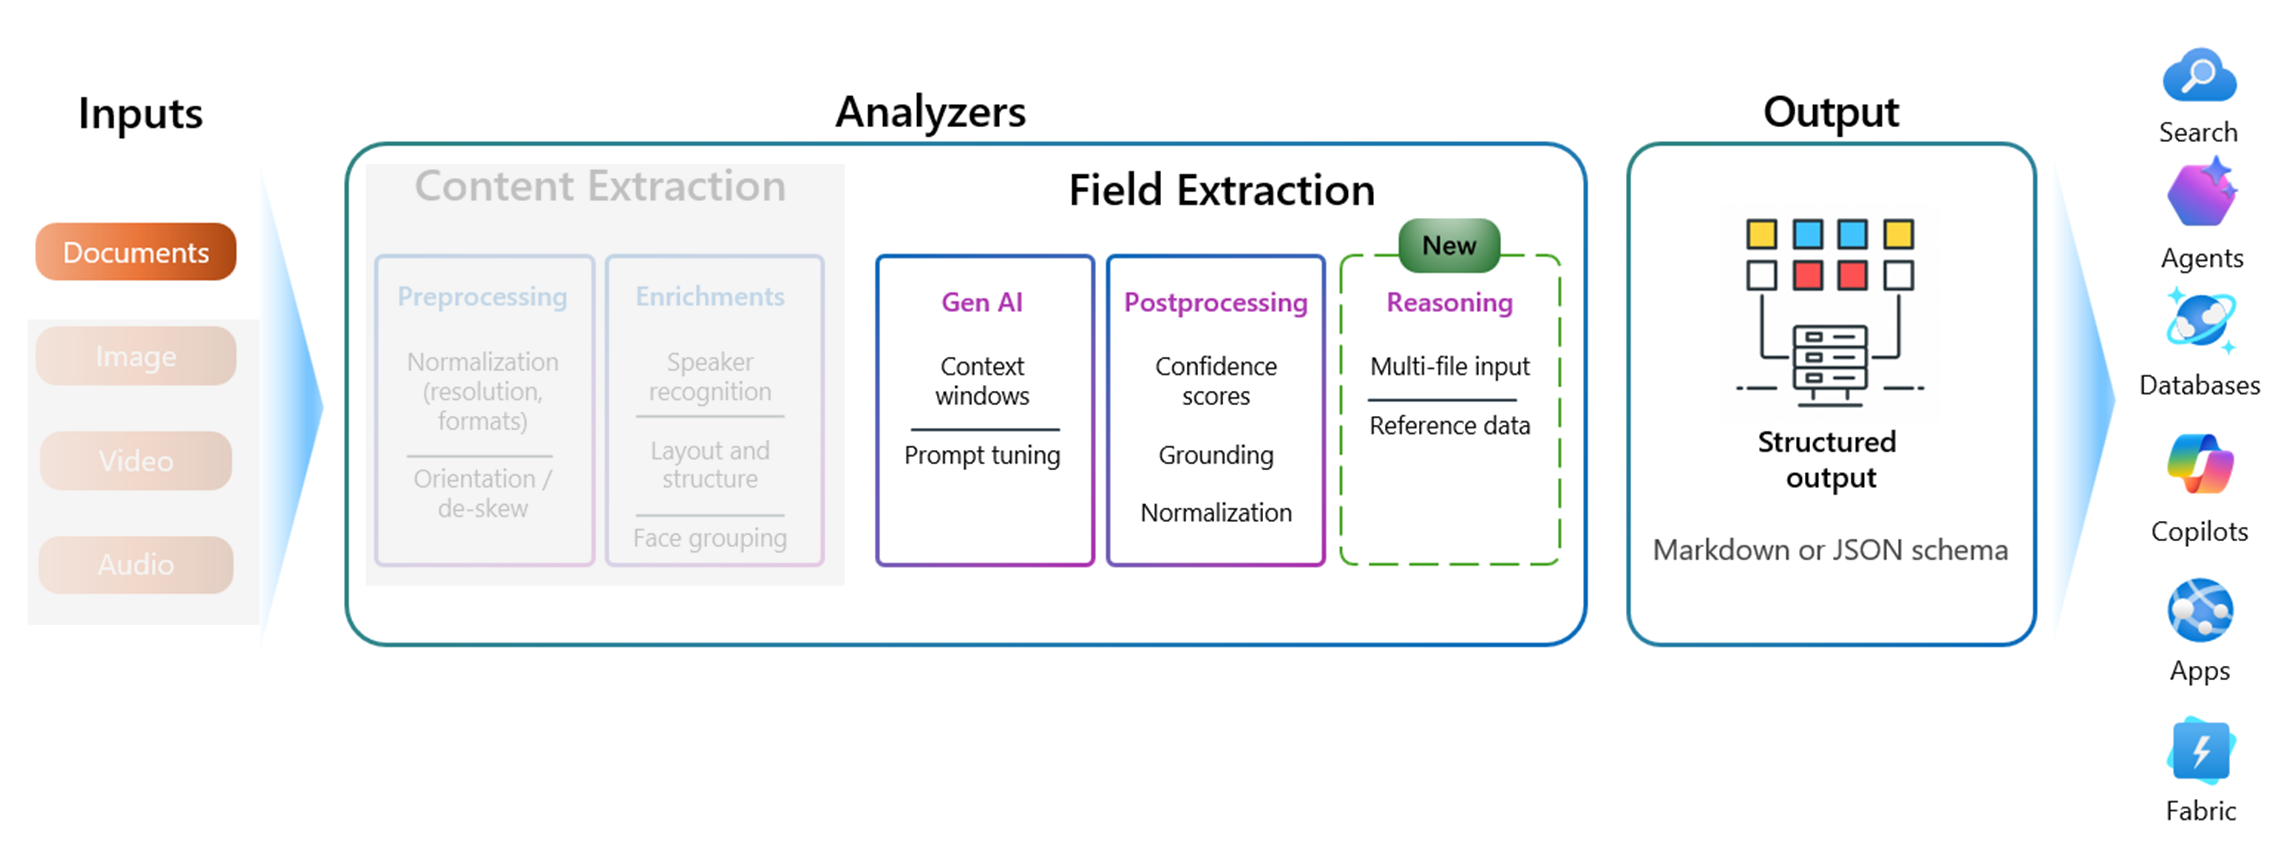 Inputs
Documents
Image
Video
Audio
Analyzers
Content Extraction
Preprocessing
Normalization
(resolution,
formats)
Orientation /
de-skew
Enrichments
Speaker
recognition
Layout and
structure
Face grouping
Field Extraction
Gen AI
Context
windows
Prompt tuning
Postprocessing
Confidence
scores
Grounding
Normalization
New
Reasoning
Multi-file input
Reference data
Output
Structured
output
Markdown or JSON schema
Search
Agents
Databases
Copilots
Apps
Fabric